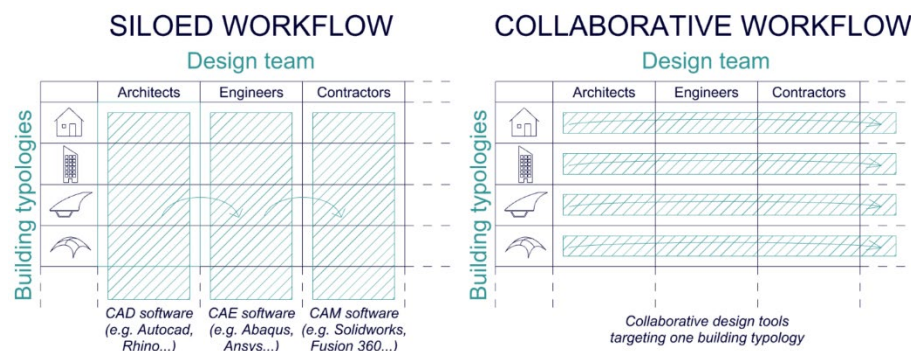 SILOED WORKFLOW
Design team
Building typologies
Architects
Engineers
Contractors
CAD software
(e.g. Autocad,
Rhino...)
CAE software
(e.g. Abaqus,
Ansys...)
CAM software
(e.g. Solidworks,
Fusion 360...)
COLLABORATIVE WORKFLOW
Design team
Building typologies
Architects
Engineers
Contractors
Collaborative design tools
targeting one building typology